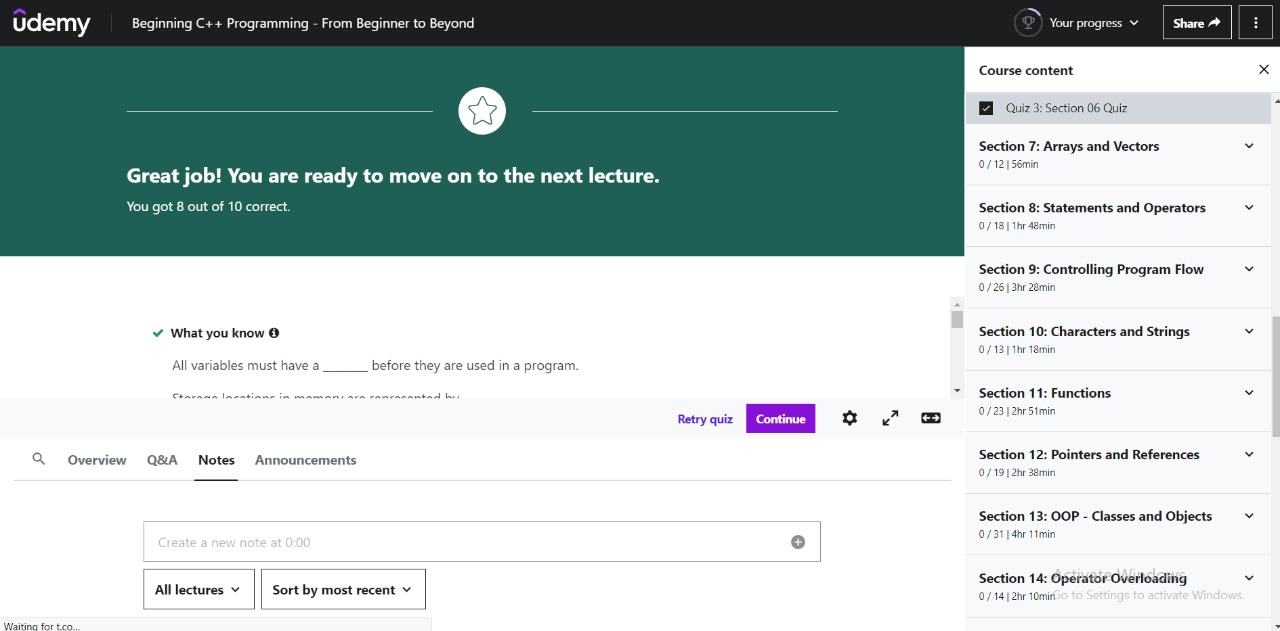 ûdemy
Beginning C++ Programming - From Beginner to Beyond
Your progress
Share
Course content
Quiz 3: Section 06 Quiz
Section 7: Arrays and Vectors
0 / 12 | 56min
Section 8: Statements and Operators
0 / 18 | 1hr 48min
Section 9: Controlling Program Flow
0 / 26 | 3hr 28min
Section 10: Characters and Strings
0 / 13 | 1hr 18min
Section 11: Functions
0 / 23 | 2hr 51min
Section 12: Pointers and References
0 / 19 | 2hr 38min
Section 13: OOP - Classes and Objects
0 / 31 | 4hr 11min
Section 14: Operator Overloading
0 / 14 | 2hr 10min
Activate Windows
Go to Settings to activate Windows.
Great job! You are ready to move on to the next lecture.
You got 8 out of 10 correct.
What you know
All variables must have a ________ before they are used in a program.
Storage locations in memory are represented by
Retry quiz
Continue
Overview
Q&A
Notes
Announcements
Create a new note at 0:00
All lectures
Sort by most recent
Waiting for t.co...